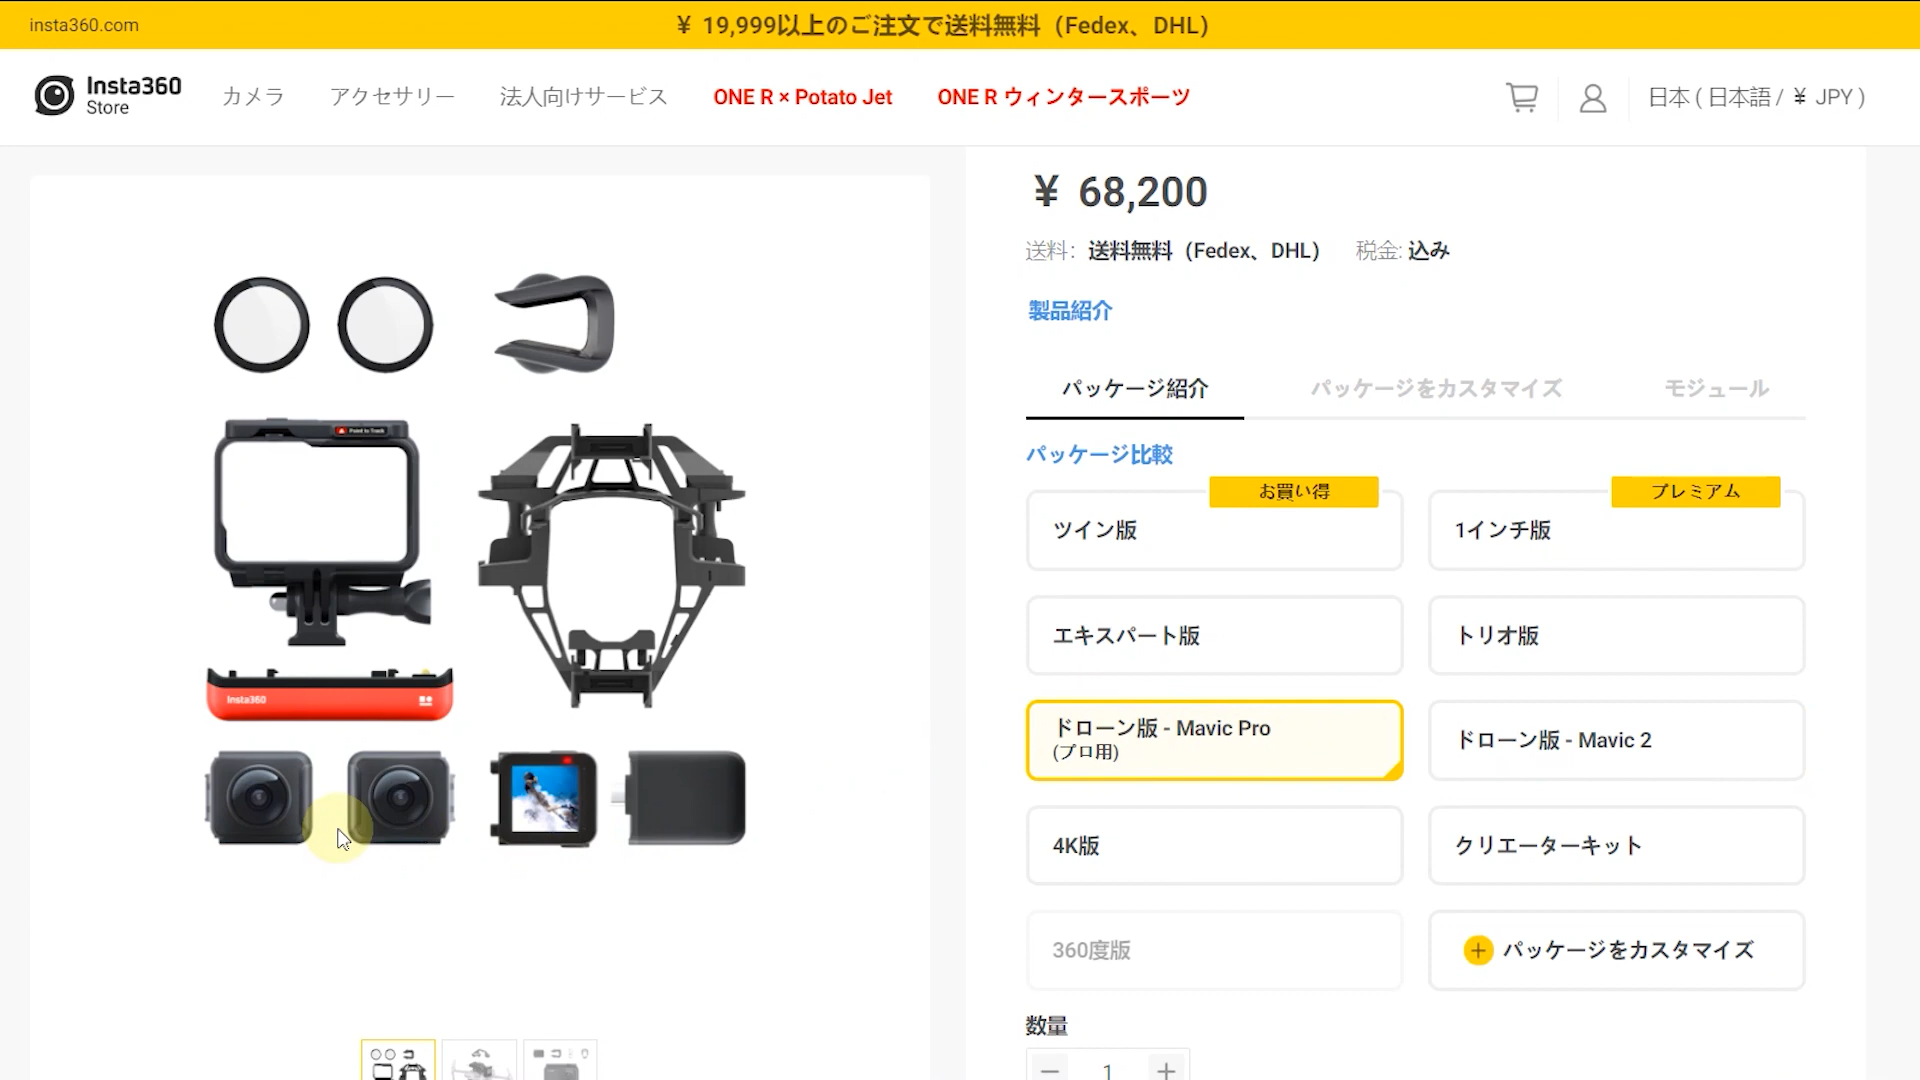 insta360.com
¥ 19,999以上のご注文で送料無料（Fedex、DHL）
Insta360
Store
カメラ
アクセサリー
法人向けサービス
ONE R × Potato Jet
ONE R ウィンタースポーツ
日本 ( 日本語 / ¥ JPY )
¥ 68,200
送料: 送料無料（Fedex、DHL） 税金: 込み
製品紹介
パッケージ紹介
パッケージをカスタマイズ
モジュール
パッケージ比較
お買い得
ツイン版
プレミアム
1インチ版
エキスパート版
トリオ版
ドローン版 - Mavic Pro
(プロ用)
ドローン版 - Mavic 2
4K版
クリエーターキット
360度版
パッケージをカスタマイズ
数量
1
Point to Track
Insta360